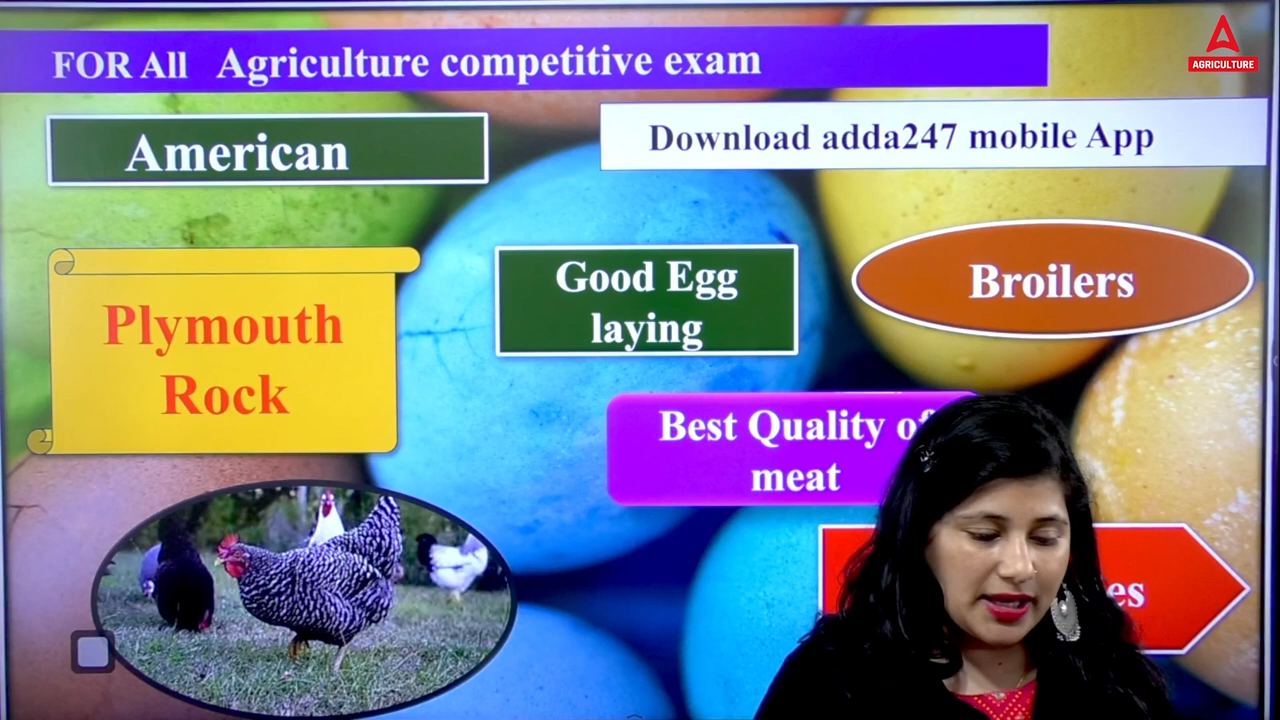 FOR All Agriculture competitive exam
AGRICULTURE
American
Download adda247 mobile App
Plymouth
Rock
Good Egg
laying
Broilers
Best Quality of
meat